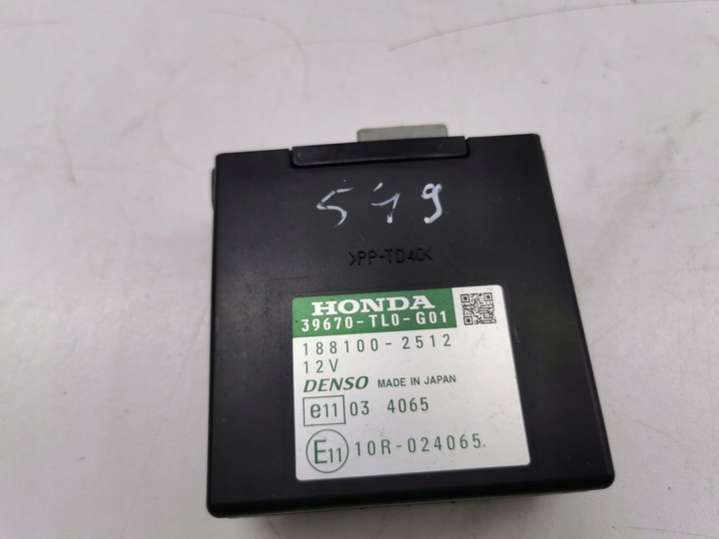 519
>PP-TD40<
HONDA
39670-TL0-G01
188100-2512
12V
DENSO MADE IN JAPAN
e11 03 4065
E11 10R-024065.